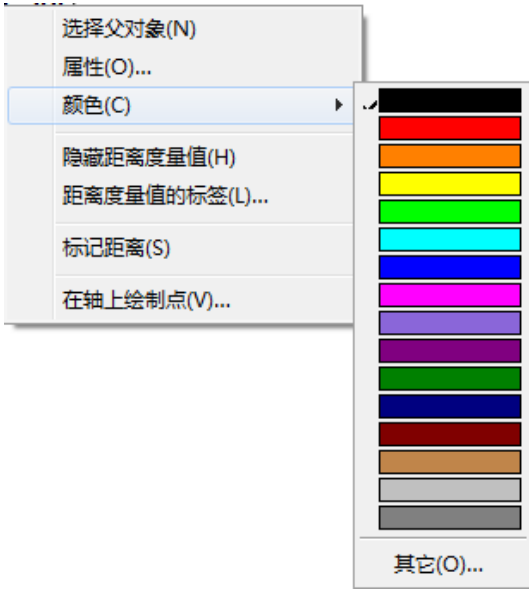 选择父对象(N)
属性(O)...
颜色(C)
隐藏距离度量值(H)
距离度量值的标签(L)...
标记距离(S)
在轴上绘制点(V)...
其它(O)...